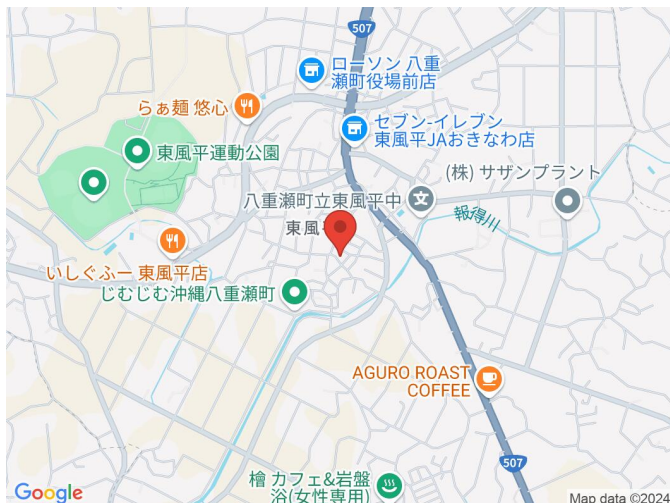 507
ローソン 八重
瀬町役場前店
らぁ麺 悠心
セブン-イレブン
東風平JAおきなわ店
東風平運動公園
(株) サザンプラント
八重瀬町立東風平中
報得川
東風
いしぐふー 東風平店
じむじむ沖縄八重瀬町
AGURO ROAST
COFFEE
507
檜 カフェ&岩盤
浴(女性専用)
Google
Map data ©2024